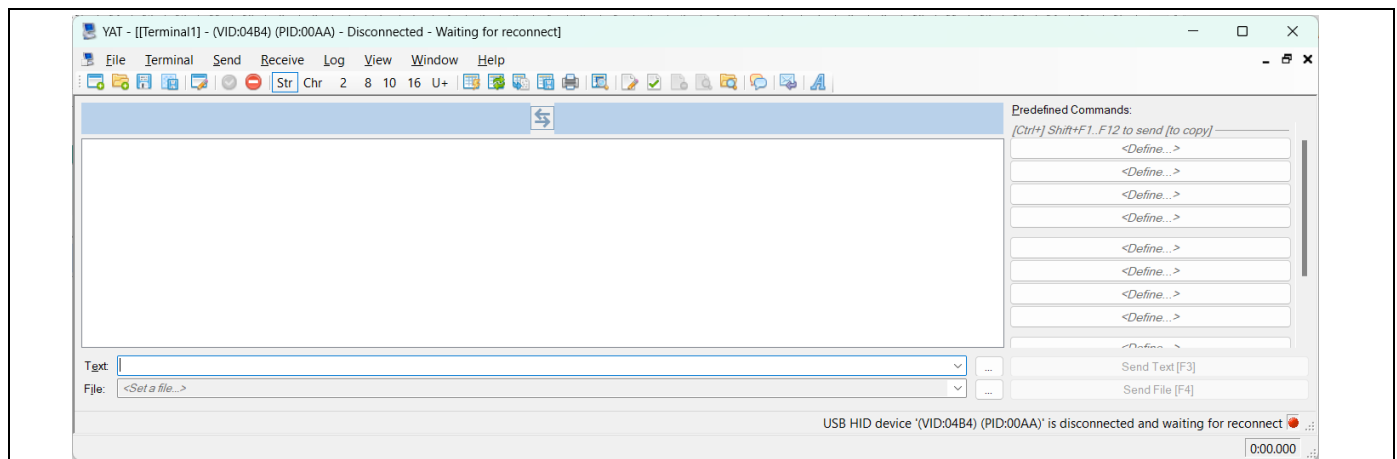 YAT - [[Terminal1] - (VID:04B4) (PID:00AA) - Disconnected - Waiting for reconnect]
File Terminal Send Receive Log View Window Help
Str Chr 2 8 10 16 U+
Predefined Commands:
[Ctrl+] Shift+F1..F12 to send [to copy]
<Define...>
<Define...>
<Define...>
<Define...>
<Define...>
<Define...>
<Define...>
<Define...>
<Define...>
Text:
... Send Text [F3]
File: <Set a file...> ... Send File [F4]
USB HID device '(VID:04B4) (PID:00AA)' is disconnected and waiting for reconnect
0:00.000